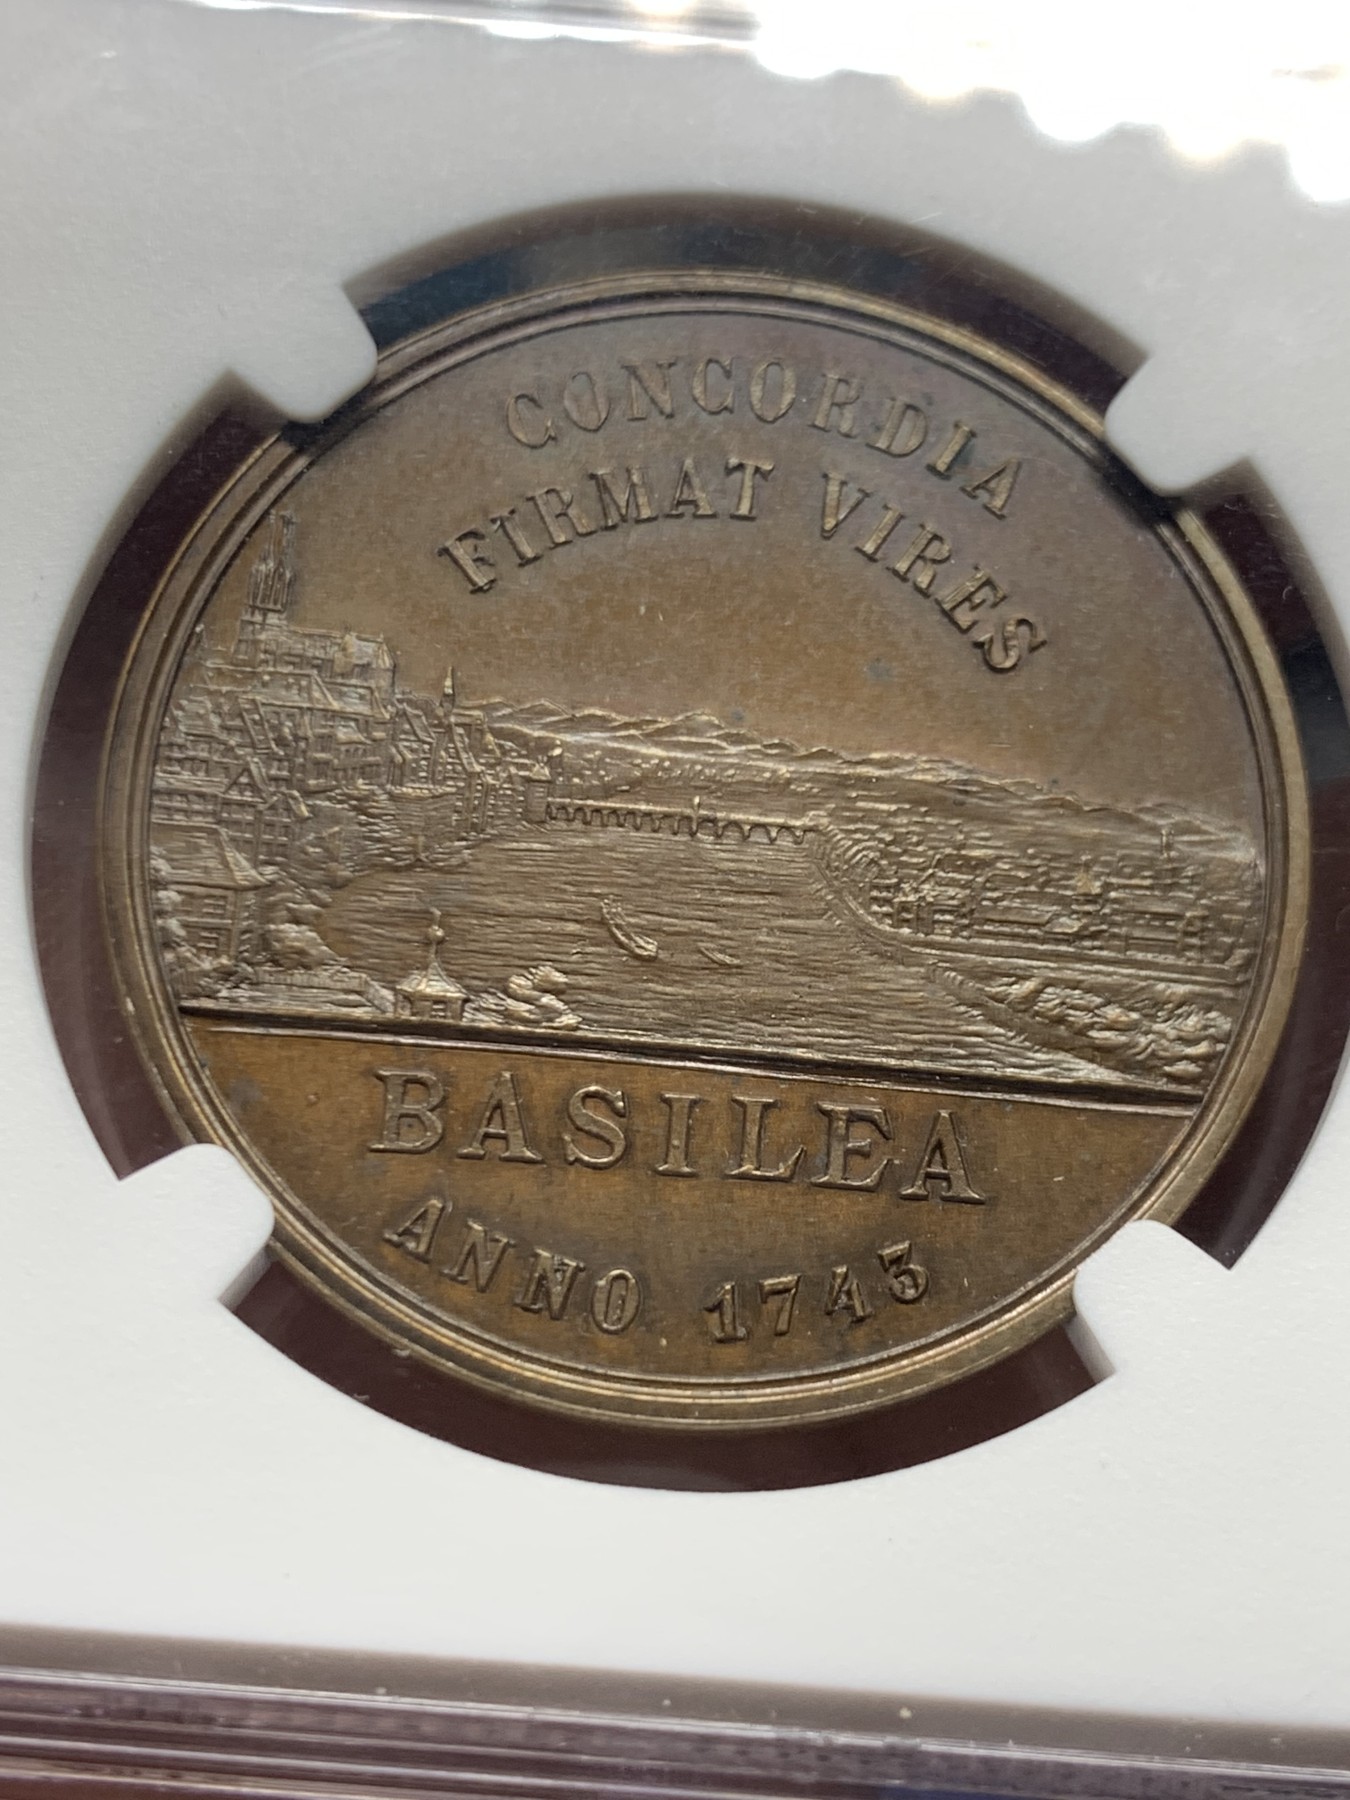 CONCORDIA
FIRMAT VIRES
BASILEA
ANNO 1743